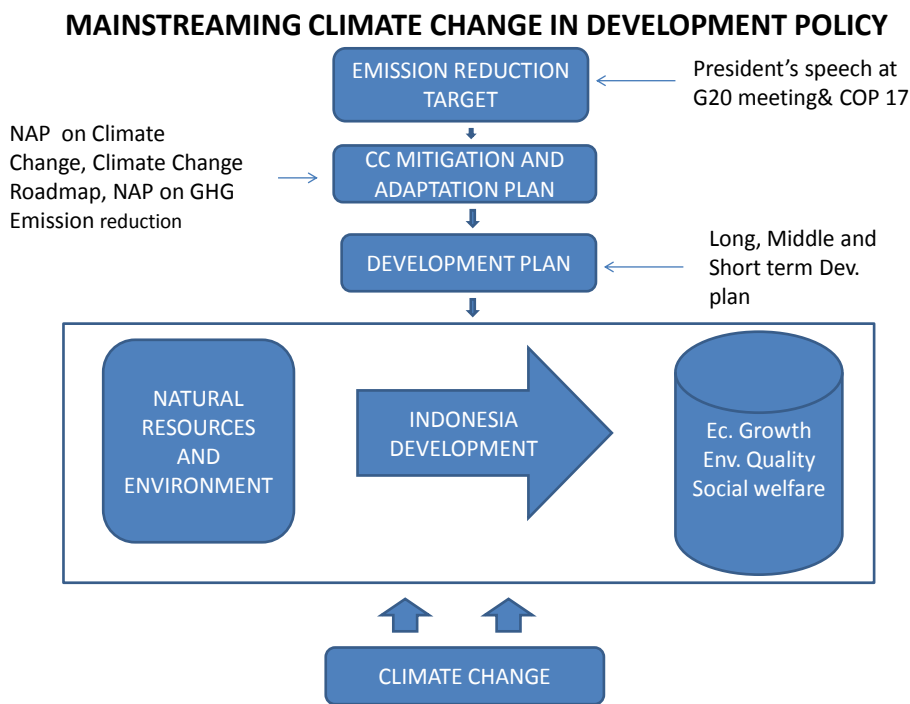 MAINSTREAMING CLIMATE CHANGE IN DEVELOPMENT POLICY
EMISSION REDUCTION
TARGET
President's speech at
G20 meeting& COP 17
NAP on Climate
Change, Climate Change
Roadmap, NAP on GHG
Emission reduction
CC MITIGATION AND
ADAPTATION PLAN
DEVELOPMENT PLAN
Long, Middle and
Short term Dev.
plan
NATURAL
RESOURCES
AND
ENVIRONMENT
INDONESIA
DEVELOPMENT
Ec. Growth
Env. Quality
Social welfare
CLIMATE CHANGE